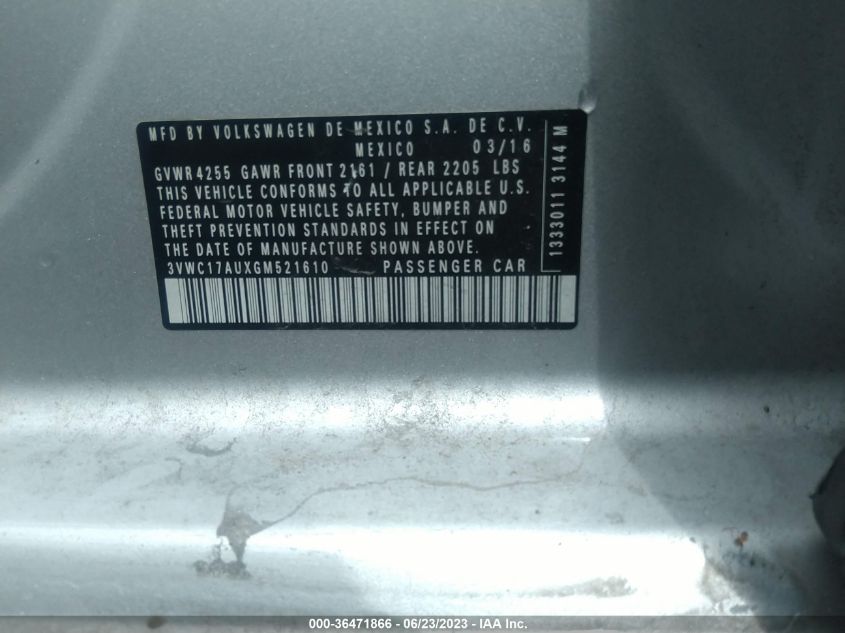 MFD BY VOLKSWAGEN DE MEXICO S.A. DE C.V.
MEXICO 03/16
GVWR 4255 GAWR FRONT 2161 / REAR 2205 LBS
THIS VEHICLE CONFORMS TO ALL APPLICABLE U.S.
FEDERAL MOTOR VEHICLE SAFETY, BUMPER AND
THEFT PREVENTION STANDARDS IN EFFECT ON
THE DATE OF MANUFACTURE SHOWN ABOVE.
3VWC17AUXGM521610 PASSENGER CAR
1333011 3144 M
000-36471866 - 06/23/2023 - IAA Inc.